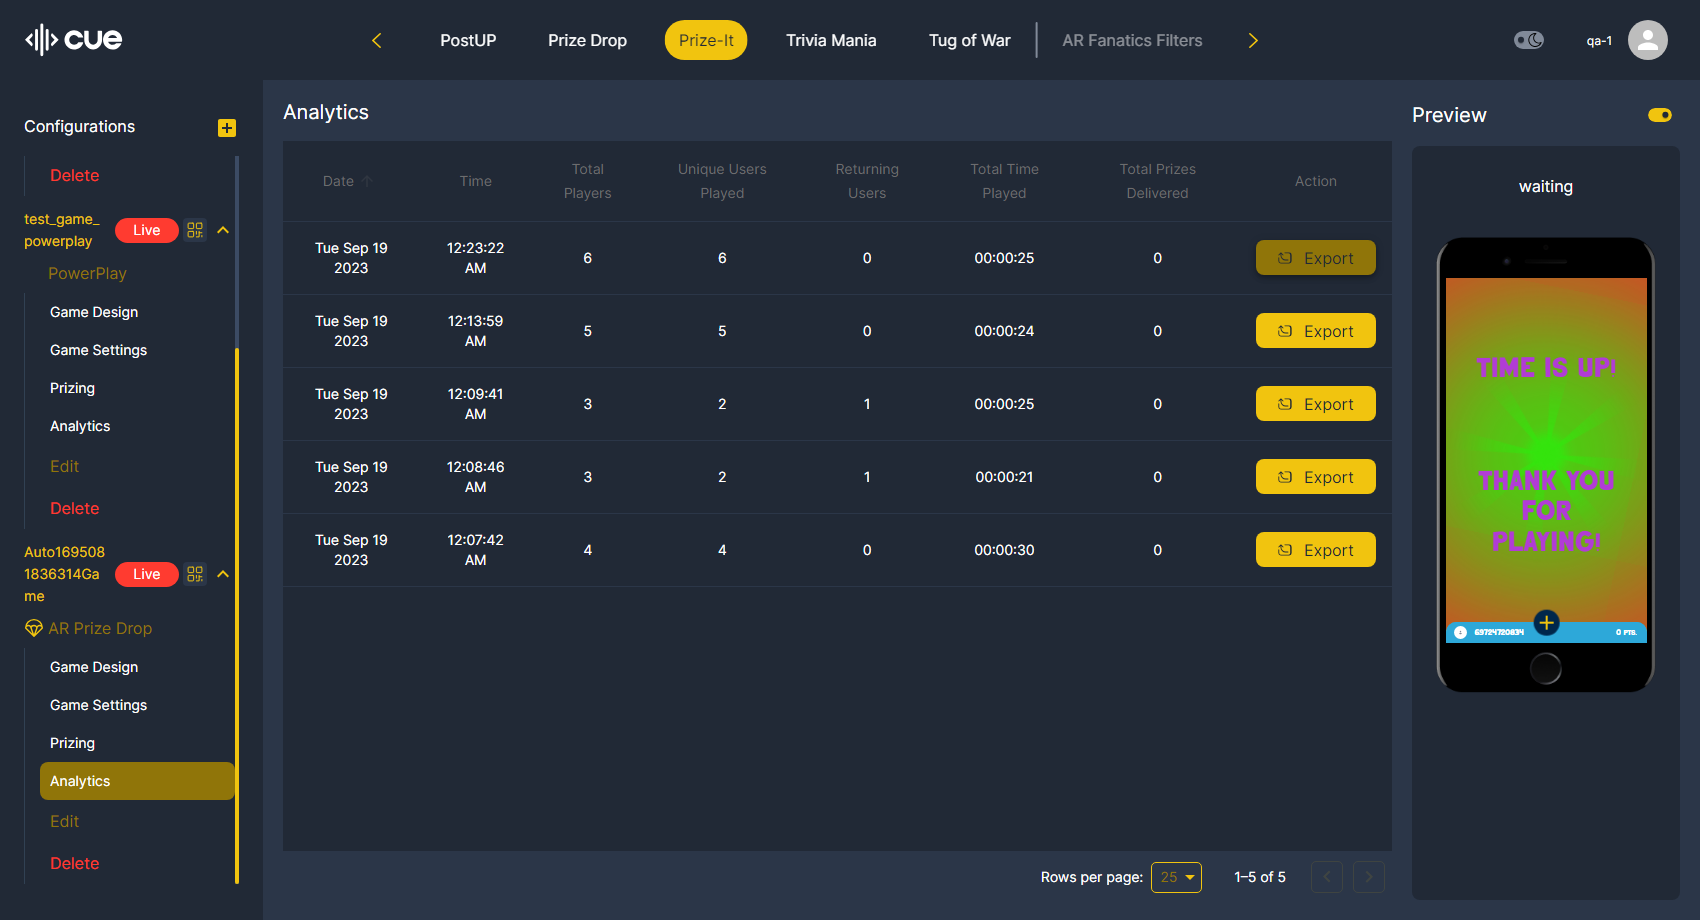 cue
PostUP
Prize Drop
Prize-It
Trivia Mania
Tug of War
AR Fanatics Filters
qa-1
Configurations
Delete
test_game_
powerplay
Live
PowerPlay
Game Design
Game Settings
Prizing
Analytics
Edit
Delete
Auto169508
1836314Ga
me
Live
AR Prize Drop
Game Design
Game Settings
Prizing
Analytics
Edit
Delete
Analytics
Date
Time
Total
Players
Unique Users
Played
Returning
Users
Total Time
Played
Total Prizes
Delivered
Action
Tue Sep 19
2023
12:23:22
AM
6
6
0
00:00:25
0
Export
Tue Sep 19
2023
12:13:59
AM
5
5
0
00:00:24
0
Export
Tue Sep 19
2023
12:09:41
AM
3
2
1
00:00:25
0
Export
Tue Sep 19
2023
12:08:46
AM
3
2
1
00:00:21
0
Export
Tue Sep 19
2023
12:07:42
AM
4
4
0
00:00:30
0
Export
Rows per page:
25
1–5 of 5
Preview
waiting
TIME IS UP!
THANK YOU
FOR
PLAYING!
69724720834
0 PTS.